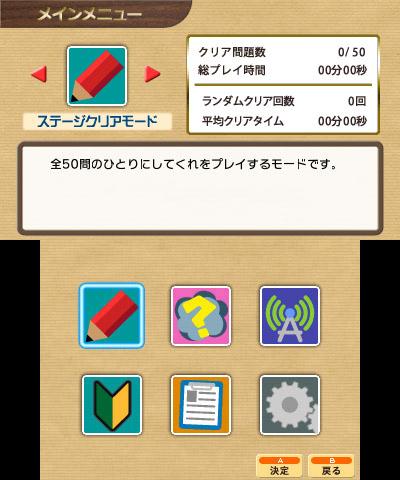 メインメニュー
ステージクリアモード
クリア問題数 0/ 50
総プレイ時間 00分00秒
ランダムクリア回数 0回
平均クリアタイム 00分00秒
全50問のひとりにしてくれをプレイするモードです。
A
決定
B
戻る